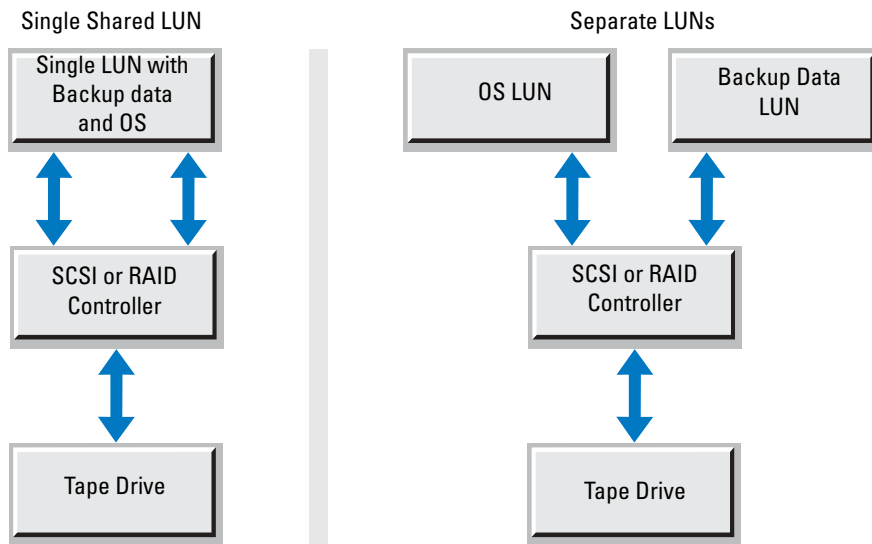 Single Shared LUN
Single LUN with
Backup data
and OS
SCSI or RAID
Controller
Tape Drive
Separate LUNs
OS LUN
Backup Data
LUN
SCSI or RAID
Controller
Tape Drive